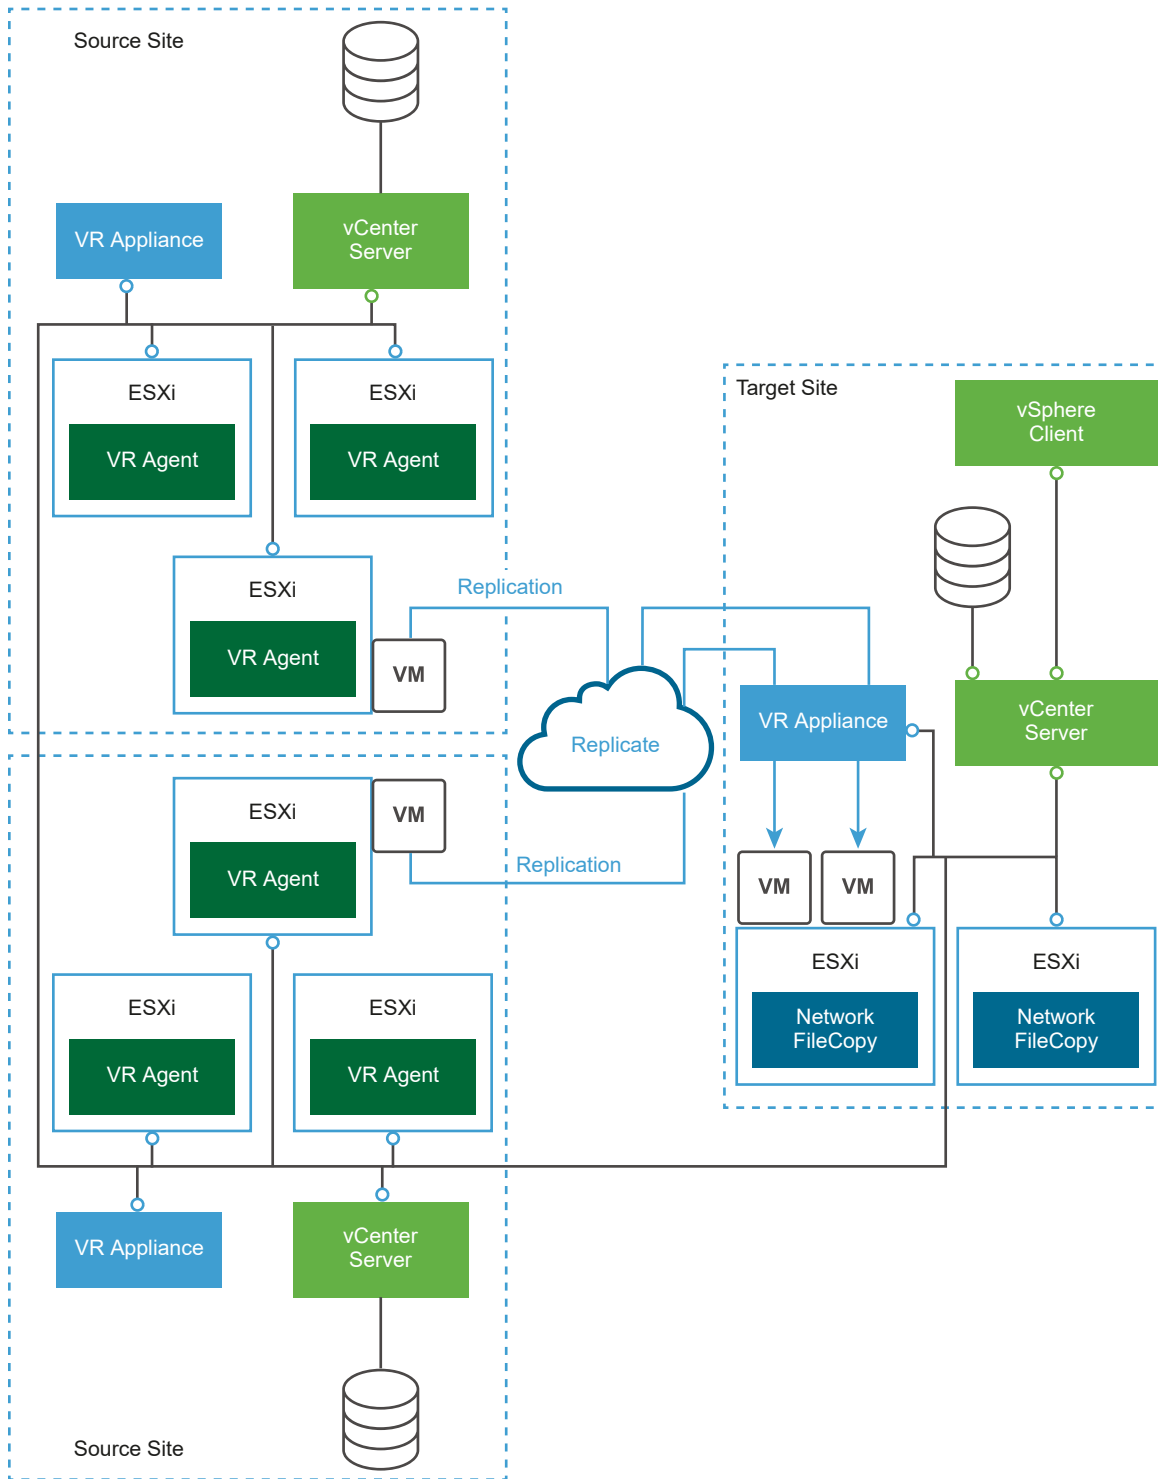 Source Site
VR Appliance
vCenter
Server
ESXi
VR Agent
ESXi
VR Agent
ESXi
VR Agent
VM
Replication
Replicate
Replication
ESXi
VR Agent
VM
ESXi
VR Agent
ESXi
VR Agent
VR Appliance
vCenter
Server
Source Site
Target Site
vSphere
Client
VR Appliance
vCenter
Server
VM
VM
ESXi
Network
FileCopy
ESXi
Network
FileCopy